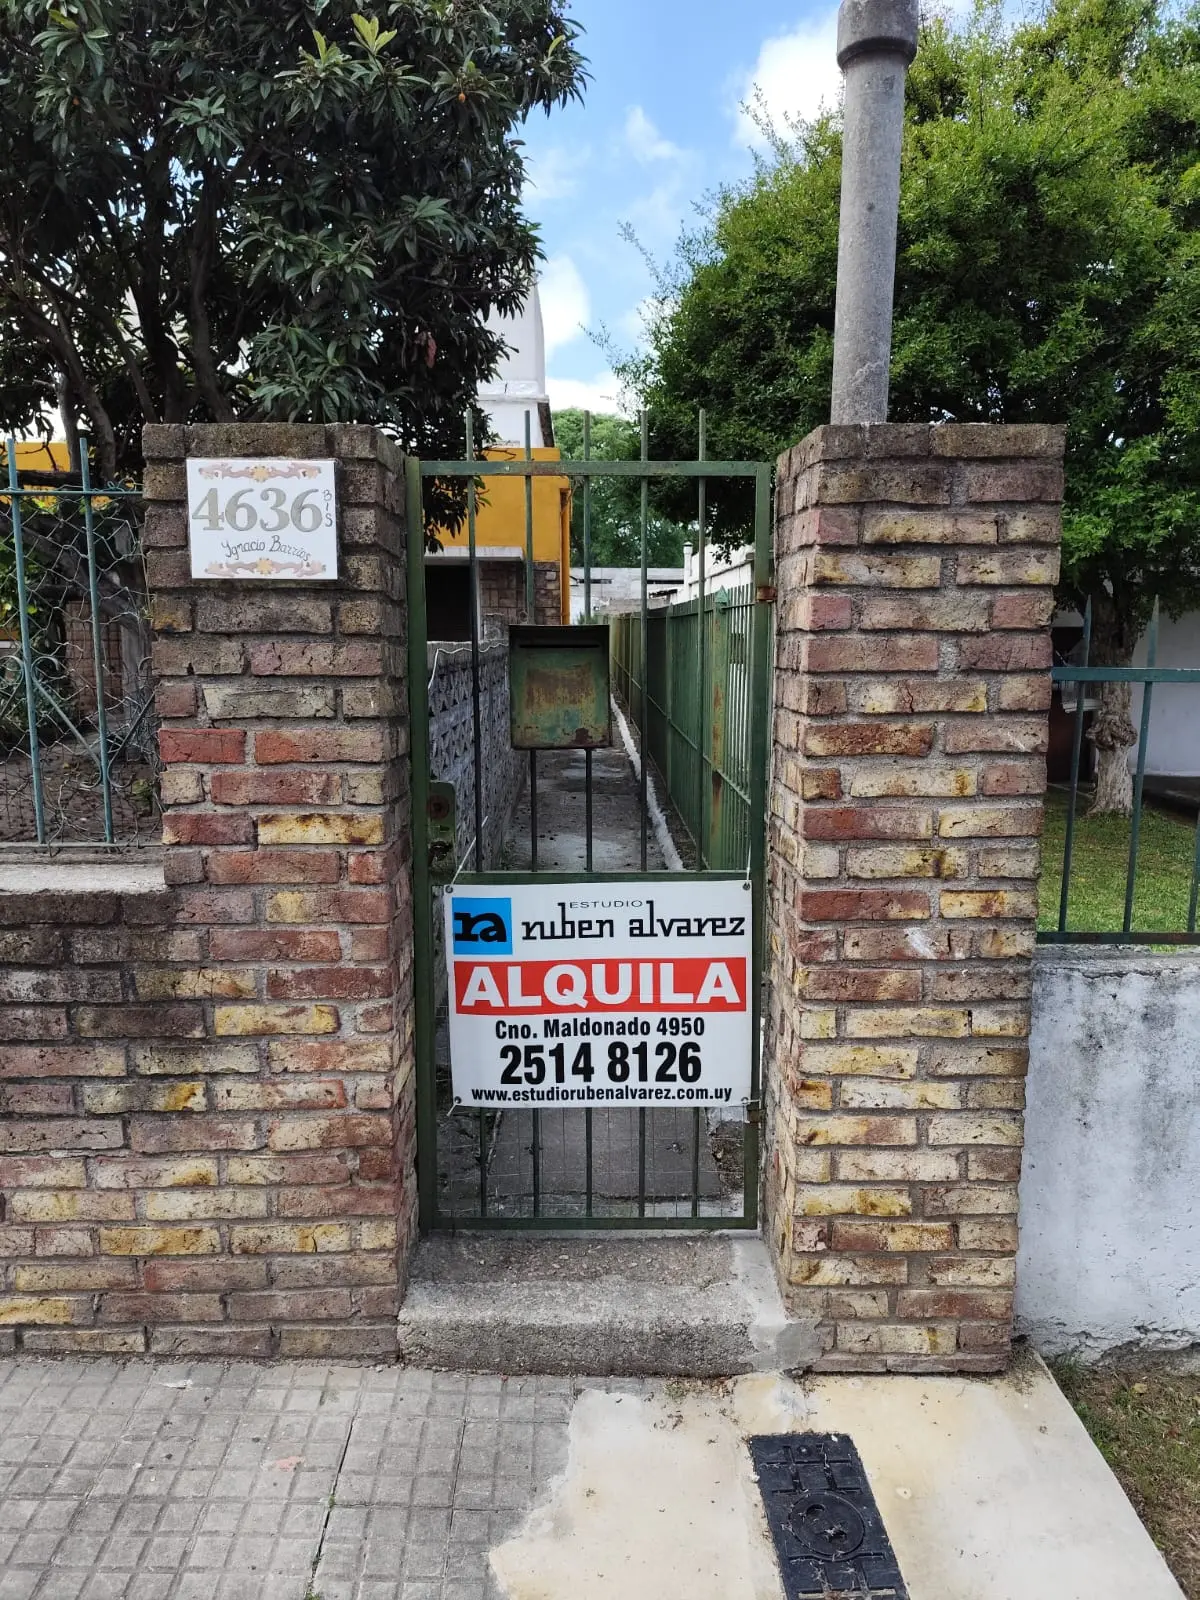 4636 BIS
Ygnacio Barrios
ESTUDIO
ra ruben alvarez
ALQUILA
Cno. Maldonado 4950
2514 8126
www.estudiorubenalvarez.com.uy